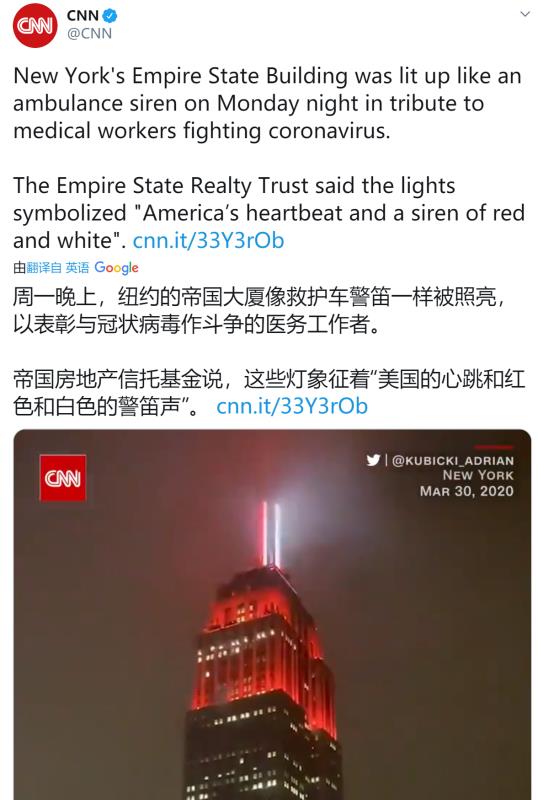 CNN
CNN
@CNN
New York's Empire State Building was lit up like an
ambulance siren on Monday night in tribute to
medical workers fighting coronavirus.
The Empire State Realty Trust said the lights
symbolized "America’s heartbeat and a siren of red
and white". cnn.it/33Y3rOb
由翻译自 英语 Google
周一晚上，纽约的帝国大厦像救护车警笛一样被照亮，
以表彰与冠状病毒作斗争的医务工作者。
帝国房地产信托基金说，这些灯象征着“美国的心跳和红
色和白色的警笛声”。 cnn.it/33Y3rOb
CNN
| @KUBICKI_ADRIAN
NEW YORK
MAR 30, 2020